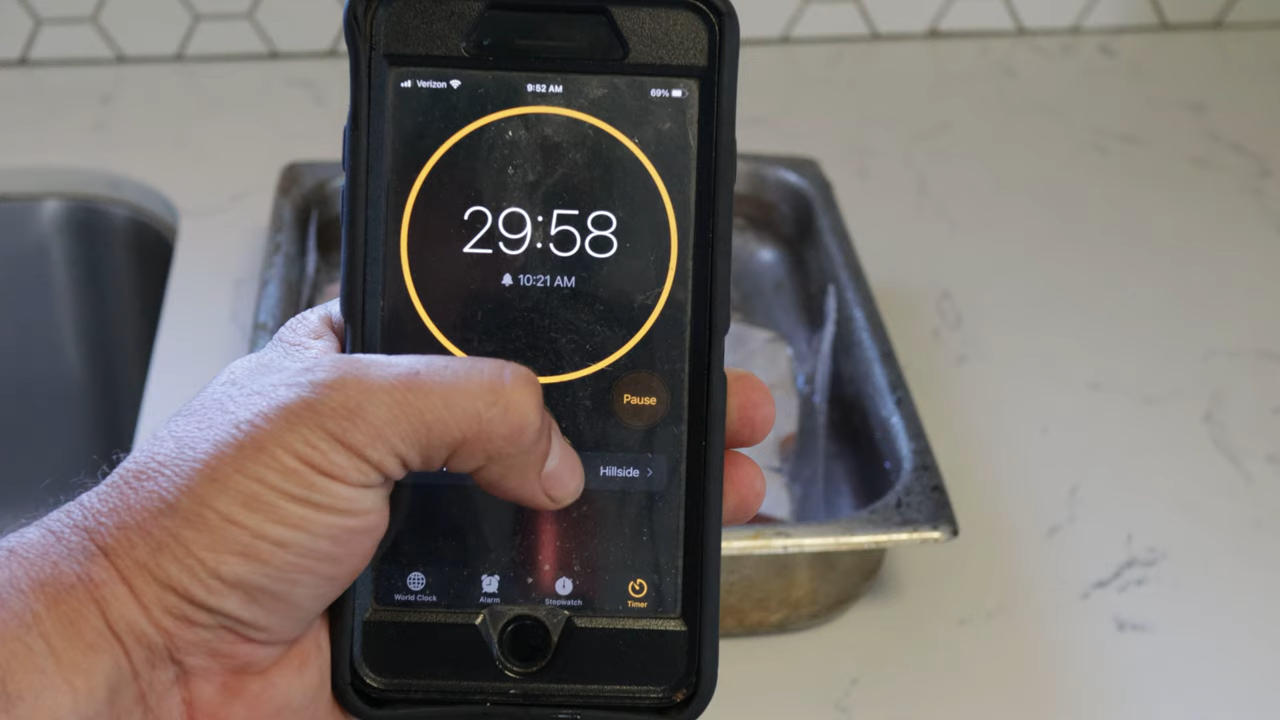 Verizon 9:52 AM 69%
29:58
10:21 AM
Pause
Hillside
World Clock Alarm Stopwatch Timer